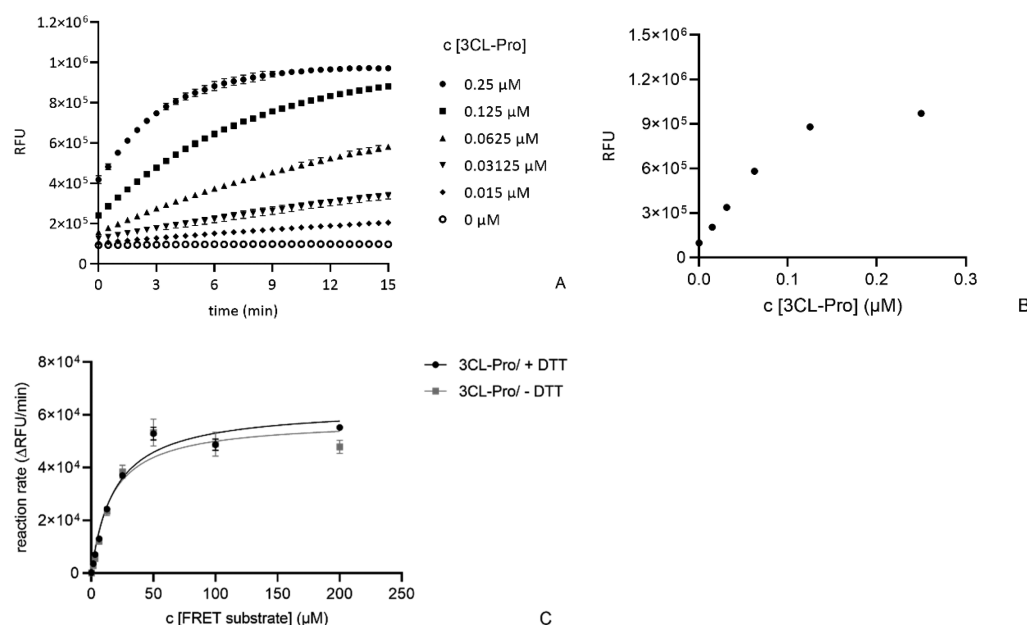 1.2×10⁶
1.0×10⁶
8×10⁵
6×10⁵
4×10⁵
2×10⁵
0
RFU
0 3 6 9 12 15
time (min)
c [3CL-Pro]
0.25 µM
0.125 µM
0.0625 µM
0.03125 µM
0.015 µM
0 µM
A
1.5×10⁶
1.2×10⁶
9×10⁵
6×10⁵
3×10⁵
0
RFU
0.0 0.1 0.2 0.3
c [3CL-Pro] (µM)
B
8×10⁴
6×10⁴
4×10⁴
2×10⁴
0
reaction rate (ΔRFU/min)
0 50 100 150 200 250
c [FRET substrate] (µM)
3CL-Pro/ + DTT
3CL-Pro/ - DTT
C